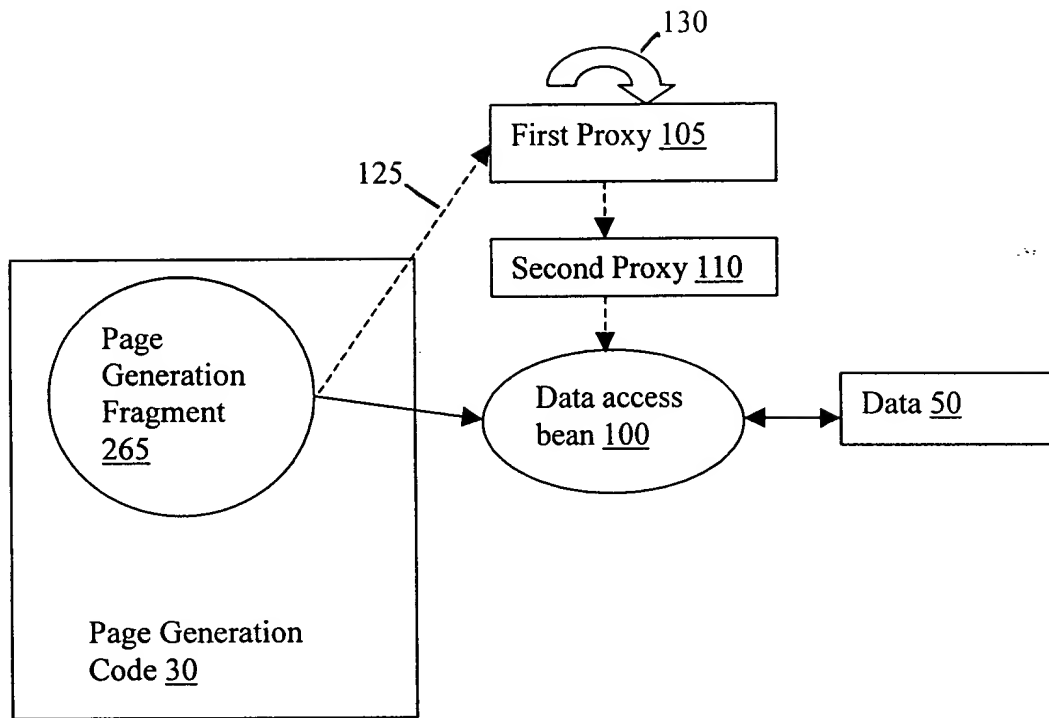 130
First Proxy 105
125
Second Proxy 110
Page
Generation
Fragment
265
Data access
bean 100
Data 50
Page Generation
Code 30